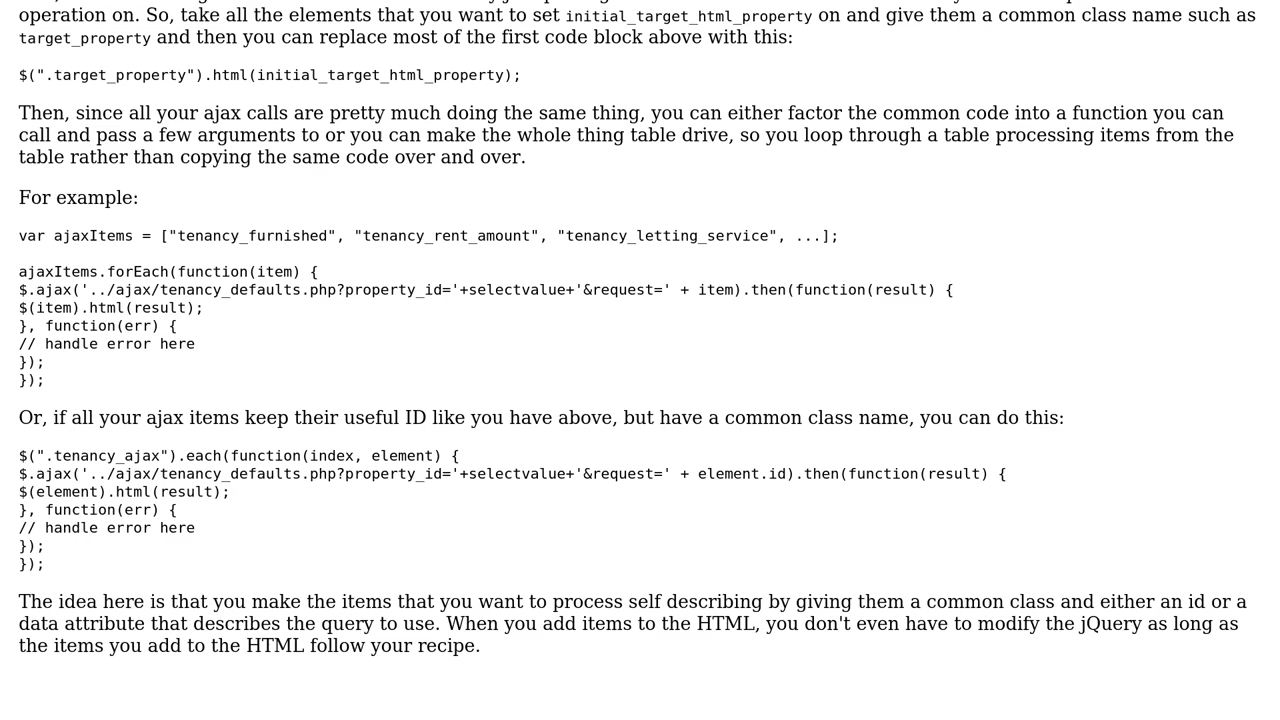 operation on. So, take all the elements that you want to set initial_target_html_property on and give them a common class name such as
target_property and then you can replace most of the first code block above with this:
$(".target_property").html(initial_target_html_property);
Then, since all your ajax calls are pretty much doing the same thing, you can either factor the common code into a function you can
call and pass a few arguments to or you can make the whole thing table drive, so you loop through a table processing items from the
table rather than copying the same code over and over.
For example:
var ajaxItems = ["tenancy_furnished", "tenancy_rent_amount", "tenancy_letting_service", ...];
ajaxItems.forEach(function(item) {
$.ajax('../ajax/tenancy_defaults.php?property_id='+selectvalue+'&request=' + item).then(function(result) {
$(item).html(result);
}, function(err) {
// handle error here
});
});
Or, if all your ajax items keep their useful ID like you have above, but have a common class name, you can do this:
$(".tenancy_ajax").each(function(index, element) {
$.ajax('../ajax/tenancy_defaults.php?property_id='+selectvalue+'&request=' + element.id).then(function(result) {
$(element).html(result);
}, function(err) {
// handle error here
});
});
The idea here is that you make the items that you want to process self describing by giving them a common class and either an id or a
data attribute that describes the query to use. When you add items to the HTML, you don't even have to modify the jQuery as long as
the items you add to the HTML follow your recipe.